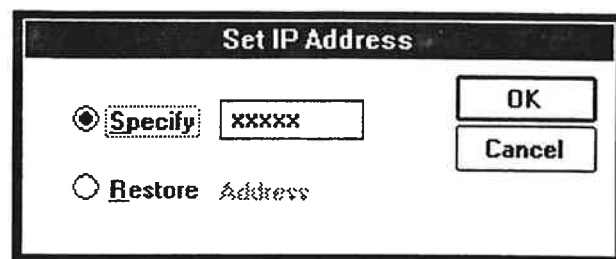 Set IP Address
Specify xxxxx
OK
Cancel
Restore Address